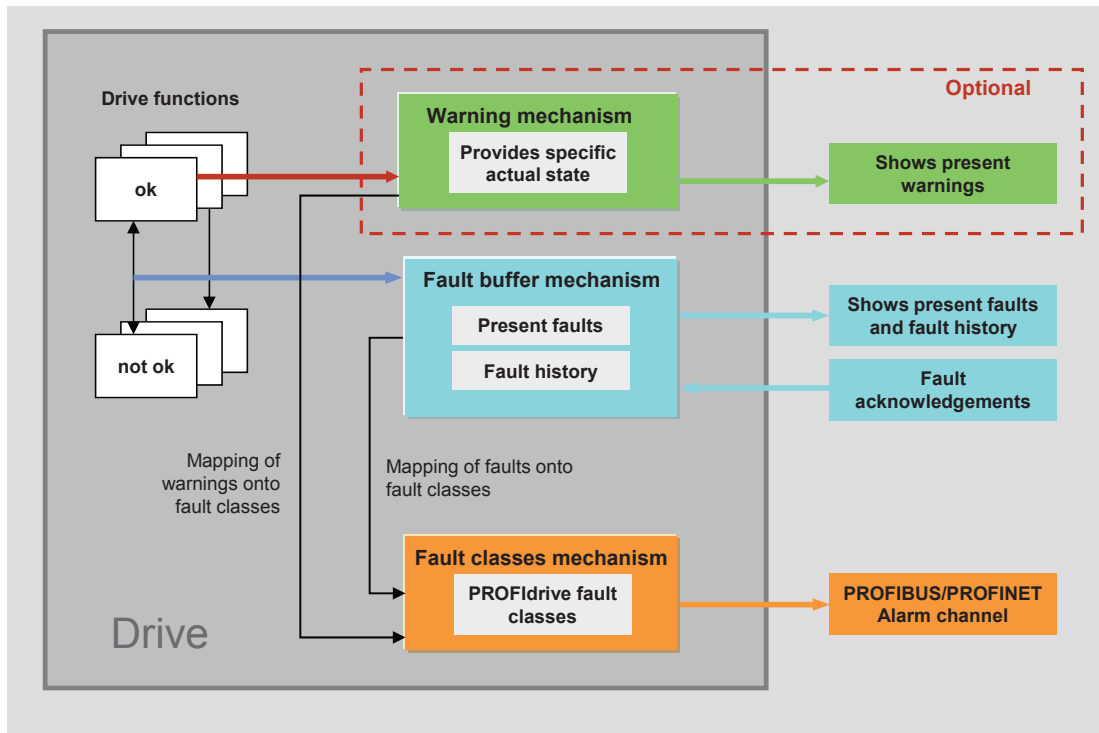 Optional
Drive functions
Warning mechanism
Provides specific
actual state
Shows present
warnings
ok
Fault buffer mechanism
Present faults
Fault history
Shows present faults
and fault history
not ok
Fault
acknowledgements
Mapping of
warnings onto
fault classes
Mapping of faults onto
fault classes
Fault classes mechanism
PROFIdrive fault
classes
PROFIBUS/PROFINET
Alarm channel
Drive